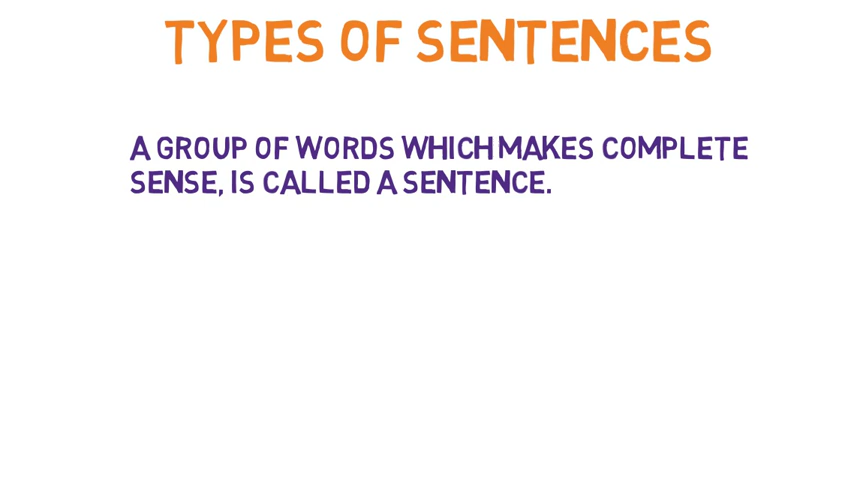 TYPES OF SENTENCES
A GROUP OF WORDS WHICH MAKES COMPLETE
SENSE, IS CALLED A SENTENCE.